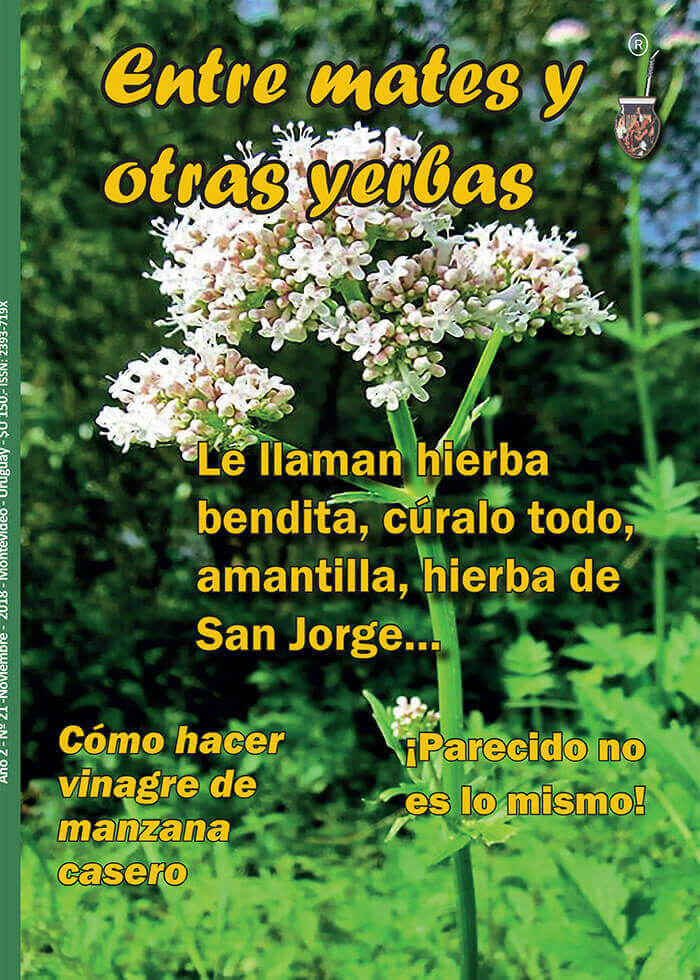 Entre mates y
otras yerbas
®
Le llaman hierba
bendita, cúralo todo,
amantilla, hierba de
San Jorge...
Cómo hacer
vinagre de
manzana
casero
¡Parecido no
es lo mismo!
Año 2 - Nº 21 -Noviembre - 2018 - Montevideo - Uruguay - $U 150.- ISSN: 2393-719X